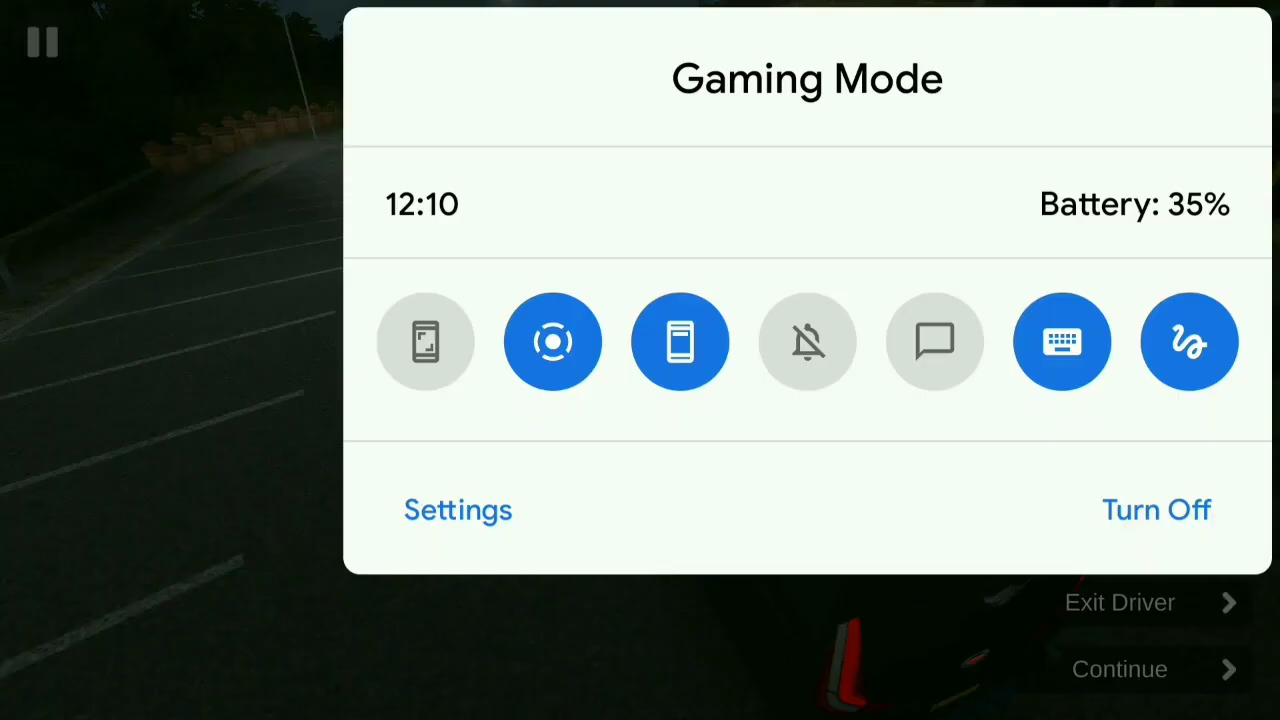 Gaming Mode
12:10
Battery: 35%
Settings
Turn Off
Exit Driver
Continue